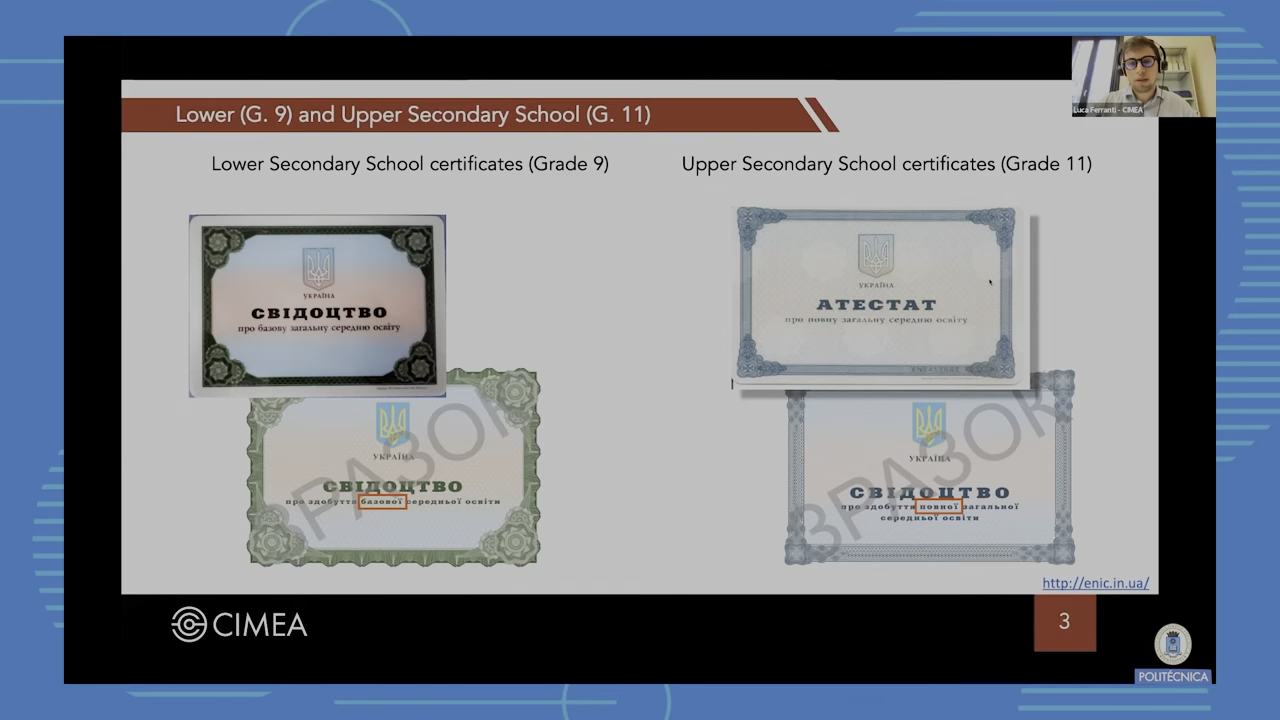 Luca Ferranti - CIMEA
Lower (G. 9) and Upper Secondary School (G. 11)
Lower Secondary School certificates (Grade 9)
УКРАЇНА
СВІДОЦТВО
про базову загальну середню освіту
ЗРАЗОК
УКРАЇНА
СВІДОЦТВО
про здобуття базової середньої освіти
Upper Secondary School certificates (Grade 11)
УКРАЇНА
АТЕСТАТ
про повну загальну середню освіту
ЗРАЗОК
УКРАЇНА
СВІДОЦТВО
про здобуття повної загальної
середньої освіти
http://enic.in.ua/
CIMEA
3
POLITÉCNICA